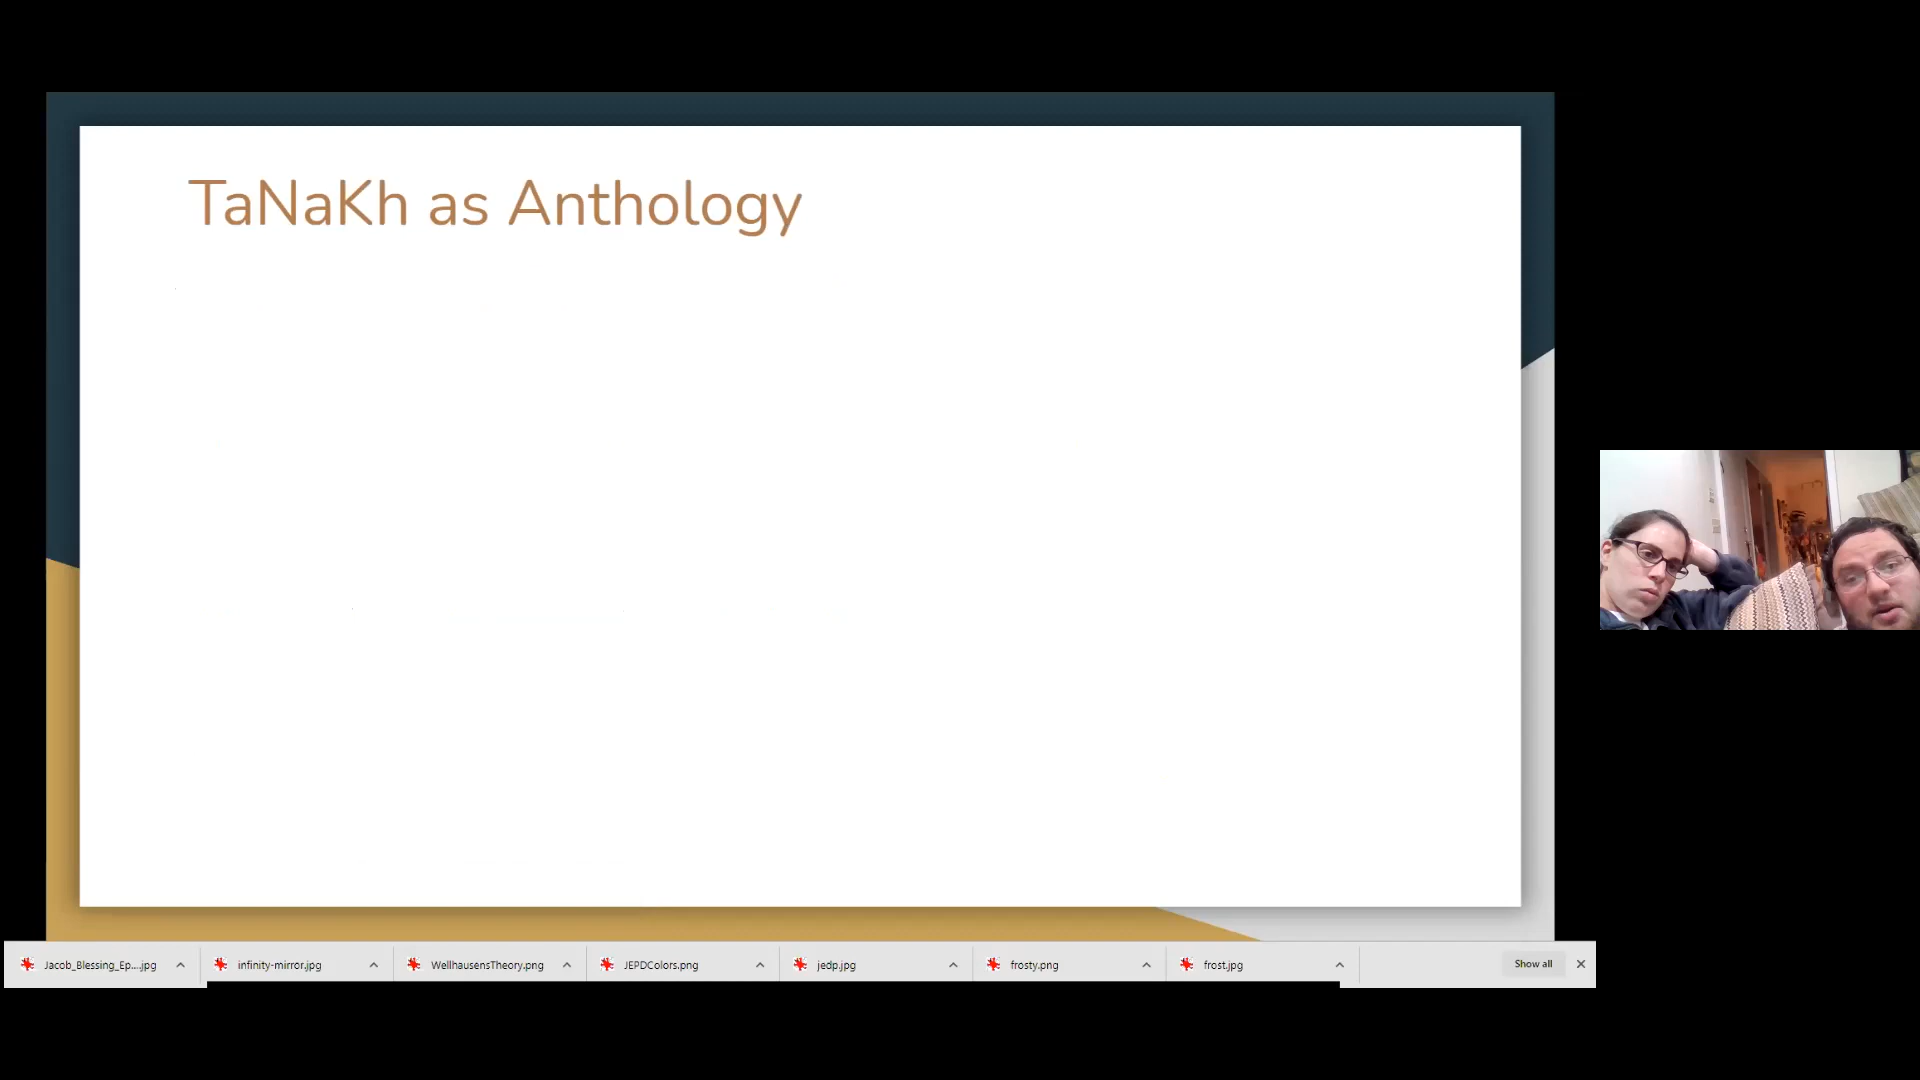 TaNaKh as Anthology
Jacob_Blessing_Ep....jpg
infinity-mirror.jpg
WellhausensTheory.png
JEPDColors.png
jedp.jpg
frosty.png
frost.jpg
Show all